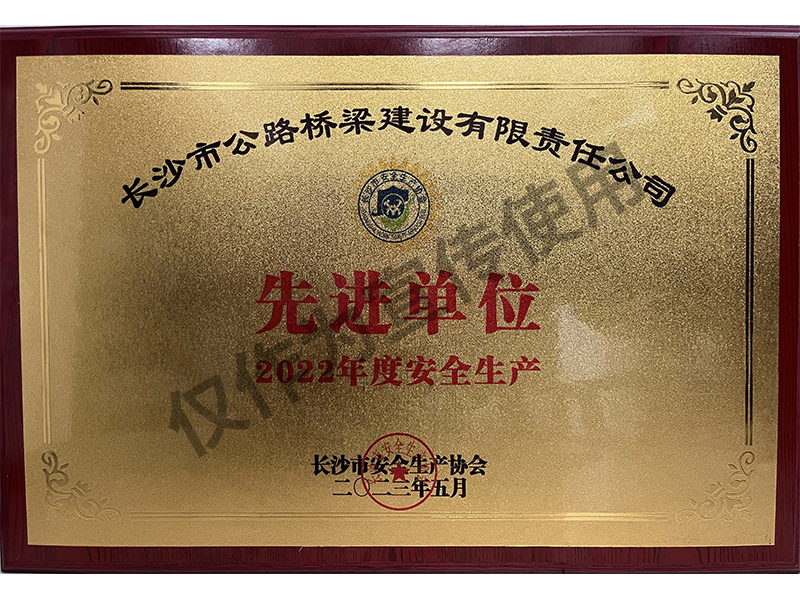 长沙市公路桥梁建设有限责任公司
先进单位
2022年度安全生产
长沙市安全生产协会
二〇二三年五月
仅作为宣传使用